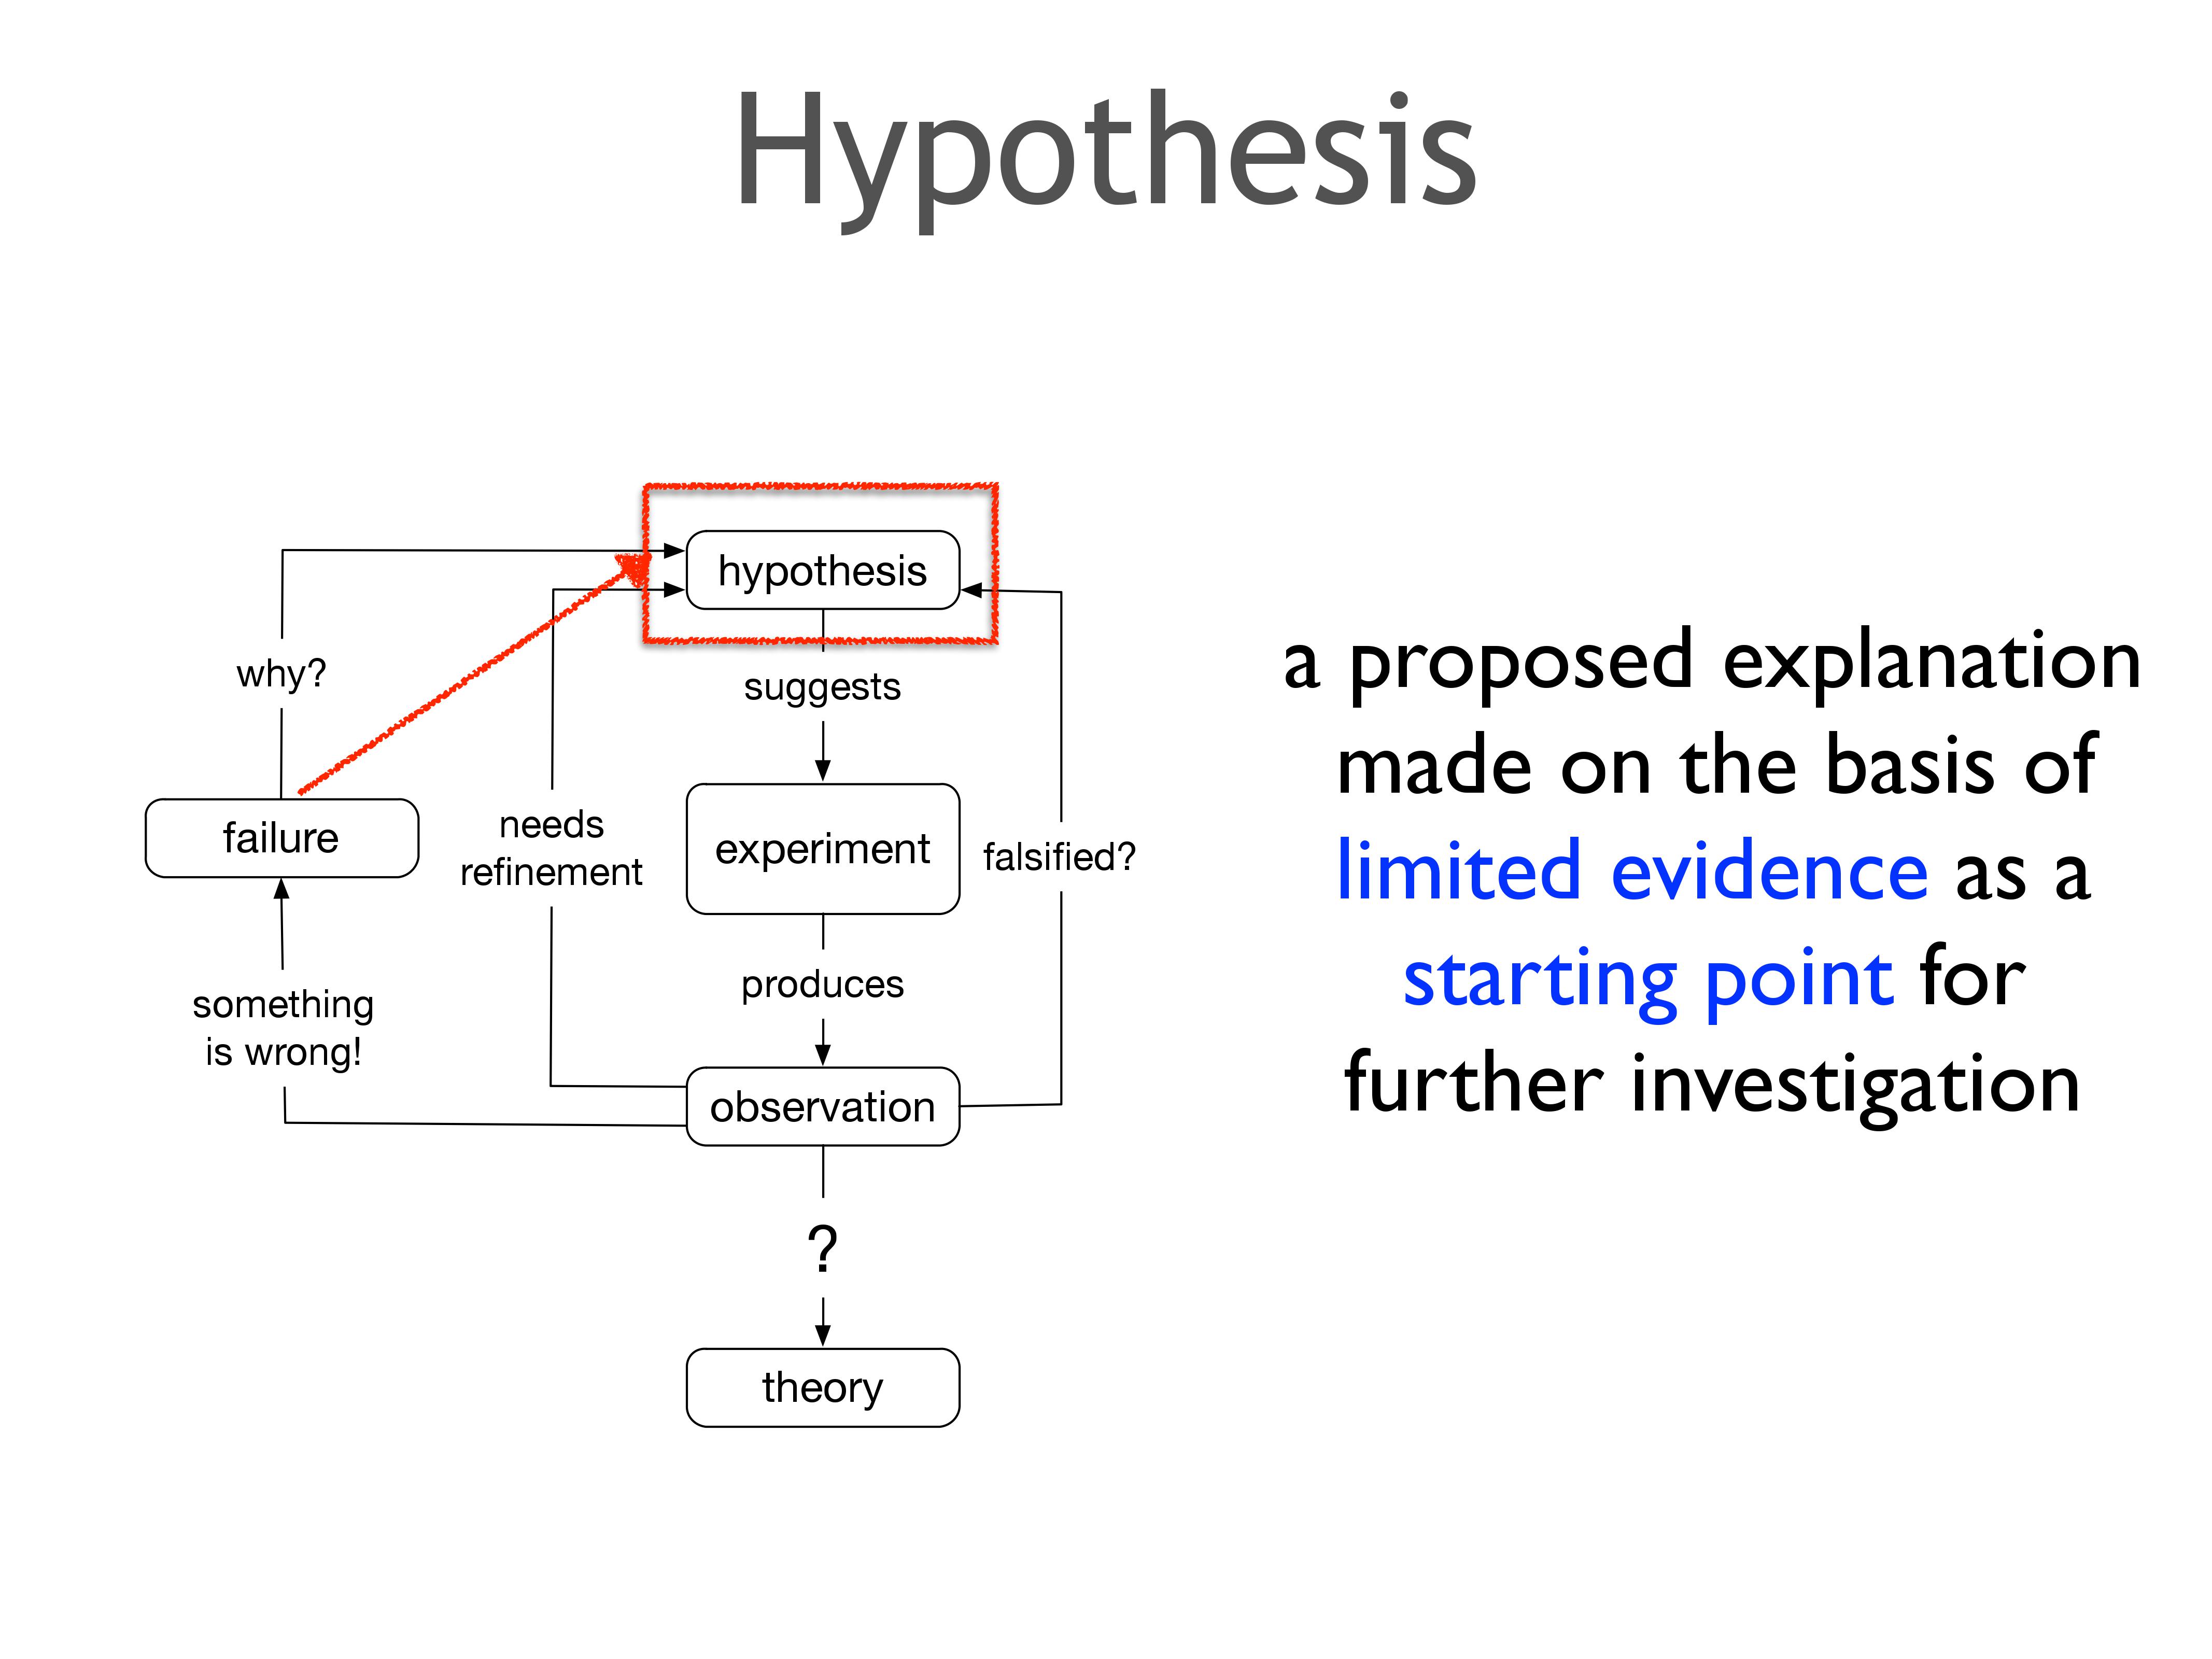 Hypothesis
hypothesis
why?
suggests
failure
needs
refinement
experiment
falsified?
something
is wrong!
produces
observation
?
theory
a proposed explanation
made on the basis of
limited evidence as a
starting point for
further investigation